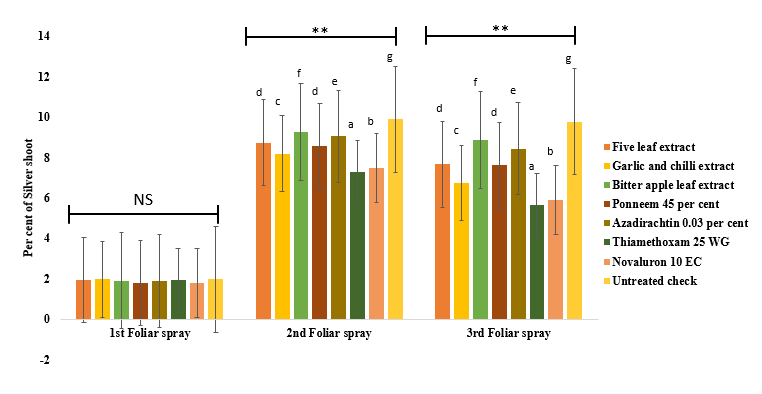 Per cent of Silver shoot
14
12
10
8
6
4
2
0
-2
NS
**
**
d
c
f
d
e
a
b
g
d
c
f
d
e
a
b
g
1st Foliar spray
2nd Foliar spray
3rd Foliar spray
Five leaf extract
Garlic and chilli extract
Bitter apple leaf extract
Ponneem 45 per cent
Azadirachtin 0.03 per cent
Thiamethoxam 25 WG
Novaluron 10 EC
Untreated check